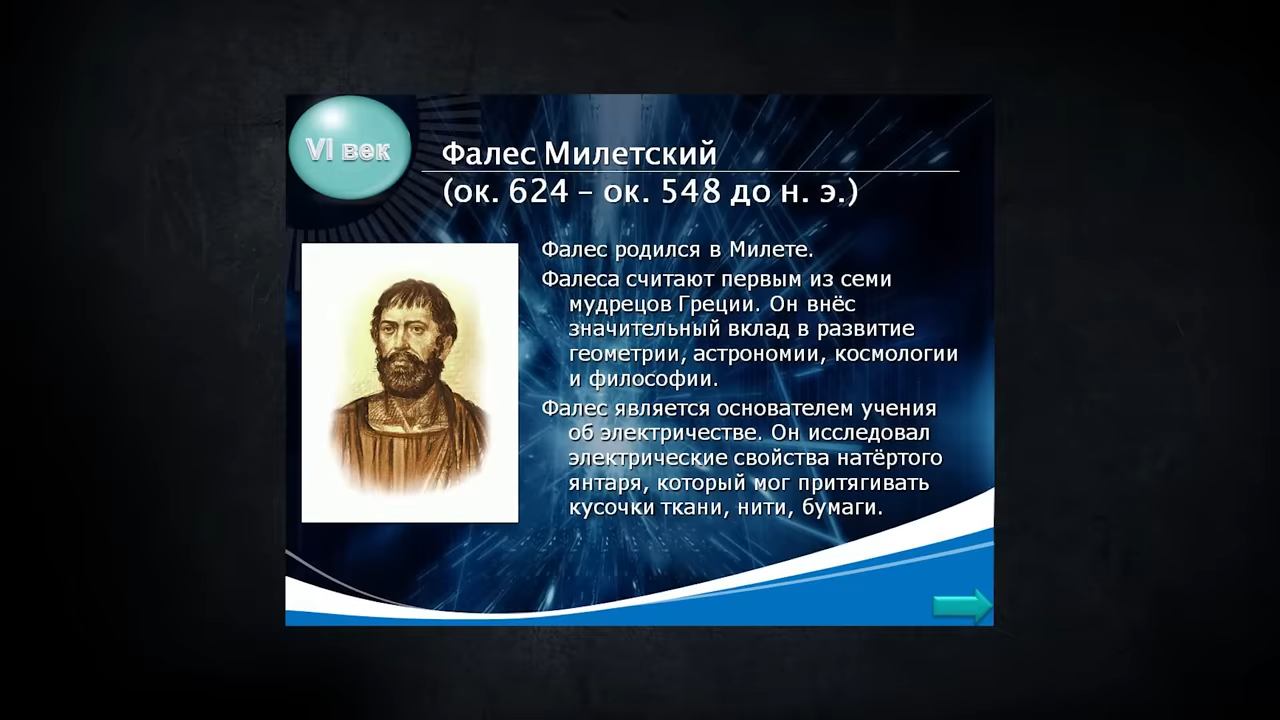 VI век
Фалес Милетский
(ок. 624 – ок. 548 до н. э.)
Фалес родился в Милете.
Фалеса считают первым из семи
мудрецов Греции. Он внёс
значительный вклад в развитие
геометрии, астрономии, космологии
и философии.
Фалес является основателем учения
об электричестве. Он исследовал
электрические свойства натёртого
янтаря, который мог притягивать
кусочки ткани, нити, бумаги.